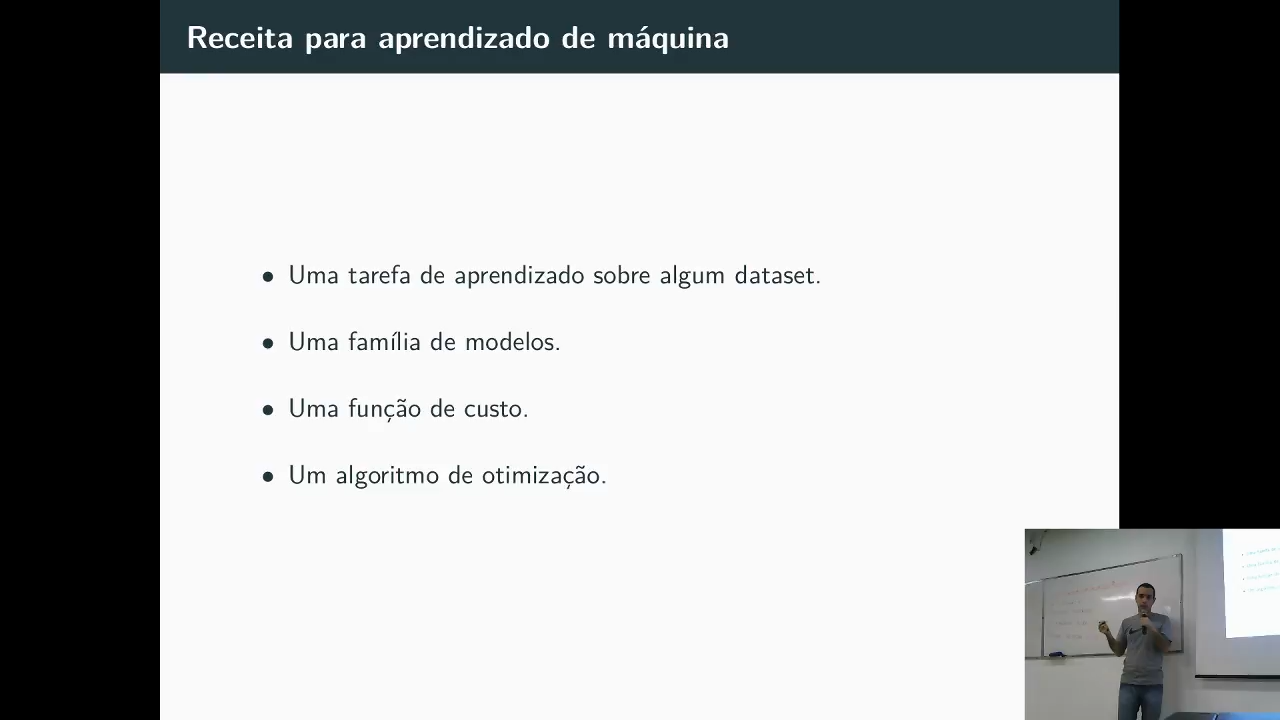 Receita para aprendizado de máquina
• Uma tarefa de aprendizado sobre algum dataset.
• Uma família de modelos.
• Uma função de custo.
• Um algoritmo de otimização.